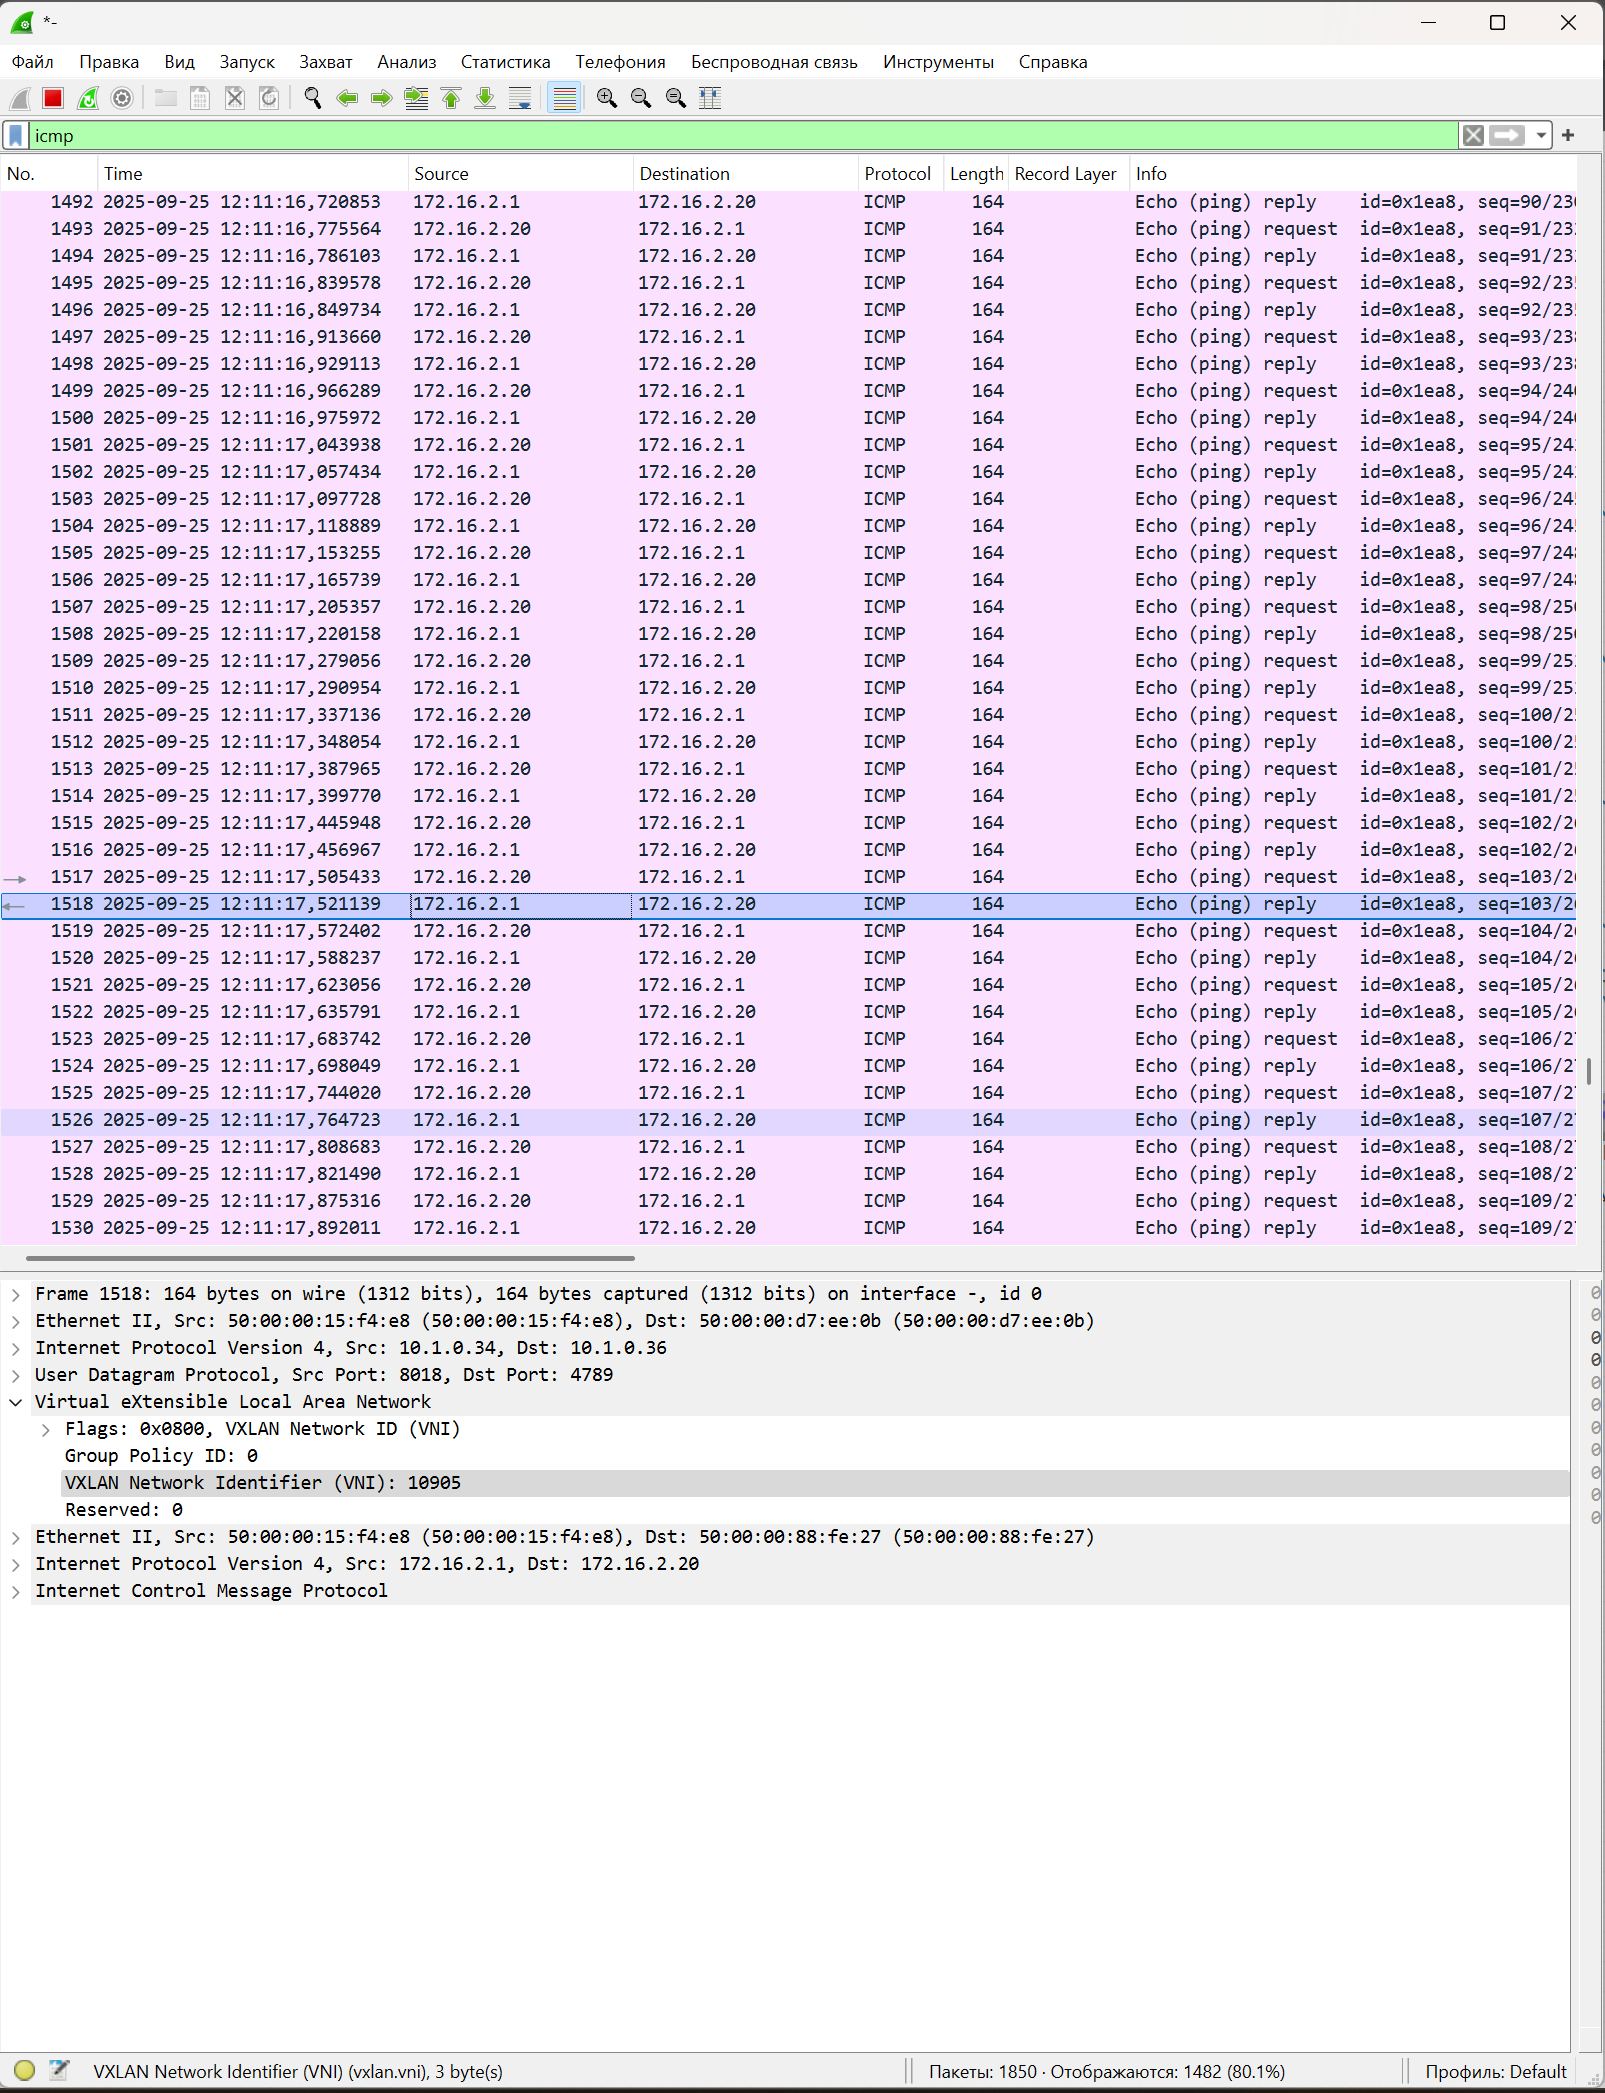 *-
Файл Правка Вид Запуск Захват Анализ Статистика Телефония Беспроводная связь Инструменты Справка
icmp
No. Time Source Destination Protocol Length Record Layer Info
1492 2025-09-25 12:11:16,720853 172.16.2.1 172.16.2.20 ICMP 164 Echo (ping) reply id=0x1ea8, seq=90/230
1493 2025-09-25 12:11:16,775564 172.16.2.20 172.16.2.1 ICMP 164 Echo (ping) request id=0x1ea8, seq=91/23
1494 2025-09-25 12:11:16,786103 172.16.2.1 172.16.2.20 ICMP 164 Echo (ping) reply id=0x1ea8, seq=91/23
1495 2025-09-25 12:11:16,839578 172.16.2.20 172.16.2.1 ICMP 164 Echo (ping) request id=0x1ea8, seq=92/23
1496 2025-09-25 12:11:16,849734 172.16.2.1 172.16.2.20 ICMP 164 Echo (ping) reply id=0x1ea8, seq=92/23
1497 2025-09-25 12:11:16,913660 172.16.2.20 172.16.2.1 ICMP 164 Echo (ping) request id=0x1ea8, seq=93/238
1498 2025-09-25 12:11:16,929113 172.16.2.1 172.16.2.20 ICMP 164 Echo (ping) reply id=0x1ea8, seq=93/238
1499 2025-09-25 12:11:16,966289 172.16.2.20 172.16.2.1 ICMP 164 Echo (ping) request id=0x1ea8, seq=94/240
1500 2025-09-25 12:11:16,975972 172.16.2.1 172.16.2.20 ICMP 164 Echo (ping) reply id=0x1ea8, seq=94/240
1501 2025-09-25 12:11:17,043938 172.16.2.20 172.16.2.1 ICMP 164 Echo (ping) request id=0x1ea8, seq=95/24
1502 2025-09-25 12:11:17,057434 172.16.2.1 172.16.2.20 ICMP 164 Echo (ping) reply id=0x1ea8, seq=95/24
1503 2025-09-25 12:11:17,097728 172.16.2.20 172.16.2.1 ICMP 164 Echo (ping) request id=0x1ea8, seq=96/24
1504 2025-09-25 12:11:17,118889 172.16.2.1 172.16.2.20 ICMP 164 Echo (ping) reply id=0x1ea8, seq=96/24
1505 2025-09-25 12:11:17,153255 172.16.2.20 172.16.2.1 ICMP 164 Echo (ping) request id=0x1ea8, seq=97/248
1506 2025-09-25 12:11:17,165739 172.16.2.1 172.16.2.20 ICMP 164 Echo (ping) reply id=0x1ea8, seq=97/248
1507 2025-09-25 12:11:17,205357 172.16.2.20 172.16.2.1 ICMP 164 Echo (ping) request id=0x1ea8, seq=98/250
1508 2025-09-25 12:11:17,220158 172.16.2.1 172.16.2.20 ICMP 164 Echo (ping) reply id=0x1ea8, seq=98/250
1509 2025-09-25 12:11:17,279056 172.16.2.20 172.16.2.1 ICMP 164 Echo (ping) request id=0x1ea8, seq=99/25
1510 2025-09-25 12:11:17,290954 172.16.2.1 172.16.2.20 ICMP 164 Echo (ping) reply id=0x1ea8, seq=99/25
1511 2025-09-25 12:11:17,337136 172.16.2.20 172.16.2.1 ICMP 164 Echo (ping) request id=0x1ea8, seq=100/2
1512 2025-09-25 12:11:17,348054 172.16.2.1 172.16.2.20 ICMP 164 Echo (ping) reply id=0x1ea8, seq=100/2
1513 2025-09-25 12:11:17,387965 172.16.2.20 172.16.2.1 ICMP 164 Echo (ping) request id=0x1ea8, seq=101/2
1514 2025-09-25 12:11:17,399770 172.16.2.1 172.16.2.20 ICMP 164 Echo (ping) reply id=0x1ea8, seq=101/2
1515 2025-09-25 12:11:17,445948 172.16.2.20 172.16.2.1 ICMP 164 Echo (ping) request id=0x1ea8, seq=102/2
1516 2025-09-25 12:11:17,456967 172.16.2.1 172.16.2.20 ICMP 164 Echo (ping) reply id=0x1ea8, seq=102/2
1517 2025-09-25 12:11:17,505433 172.16.2.20 172.16.2.1 ICMP 164 Echo (ping) request id=0x1ea8, seq=103/2
1518 2025-09-25 12:11:17,521139 172.16.2.1 172.16.2.20 ICMP 164 Echo (ping) reply id=0x1ea8, seq=103/2
1519 2025-09-25 12:11:17,572402 172.16.2.20 172.16.2.1 ICMP 164 Echo (ping) request id=0x1ea8, seq=104/2
1520 2025-09-25 12:11:17,588237 172.16.2.1 172.16.2.20 ICMP 164 Echo (ping) reply id=0x1ea8, seq=104/2
1521 2025-09-25 12:11:17,623056 172.16.2.20 172.16.2.1 ICMP 164 Echo (ping) request id=0x1ea8, seq=105/2
1522 2025-09-25 12:11:17,635791 172.16.2.1 172.16.2.20 ICMP 164 Echo (ping) reply id=0x1ea8, seq=105/2
1523 2025-09-25 12:11:17,683742 172.16.2.20 172.16.2.1 ICMP 164 Echo (ping) request id=0x1ea8, seq=106/2
1524 2025-09-25 12:11:17,698049 172.16.2.1 172.16.2.20 ICMP 164 Echo (ping) reply id=0x1ea8, seq=106/2
1525 2025-09-25 12:11:17,744020 172.16.2.20 172.16.2.1 ICMP 164 Echo (ping) request id=0x1ea8, seq=107/2
1526 2025-09-25 12:11:17,764723 172.16.2.1 172.16.2.20 ICMP 164 Echo (ping) reply id=0x1ea8, seq=107/2
1527 2025-09-25 12:11:17,808683 172.16.2.20 172.16.2.1 ICMP 164 Echo (ping) request id=0x1ea8, seq=108/2
1528 2025-09-25 12:11:17,821490 172.16.2.1 172.16.2.20 ICMP 164 Echo (ping) reply id=0x1ea8, seq=108/2
1529 2025-09-25 12:11:17,875316 172.16.2.20 172.16.2.1 ICMP 164 Echo (ping) request id=0x1ea8, seq=109/2
1530 2025-09-25 12:11:17,892011 172.16.2.1 172.16.2.20 ICMP 164 Echo (ping) reply id=0x1ea8, seq=109/2
Frame 1518: 164 bytes on wire (1312 bits), 164 bytes captured (1312 bits) on interface -, id 0
Ethernet II, Src: 50:00:00:15:f4:e8 (50:00:00:15:f4:e8), Dst: 50:00:00:d7:ee:0b (50:00:00:d7:ee:0b)
Internet Protocol Version 4, Src: 10.1.0.34, Dst: 10.1.0.36
User Datagram Protocol, Src Port: 8018, Dst Port: 4789
Virtual eXtensible Local Area Network
Flags: 0x0800, VXLAN Network ID (VNI)
Group Policy ID: 0
VXLAN Network Identifier (VNI): 10905
Reserved: 0
Ethernet II, Src: 50:00:00:15:f4:e8 (50:00:00:15:f4:e8), Dst: 50:00:00:88:fe:27 (50:00:00:88:fe:27)
Internet Protocol Version 4, Src: 172.16.2.1, Dst: 172.16.2.20
Internet Control Message Protocol
VXLAN Network Identifier (VNI) (vxlan.vni), 3 byte(s) Пакеты: 1850 · Отображаются: 1482 (80.1%) Профиль: Default